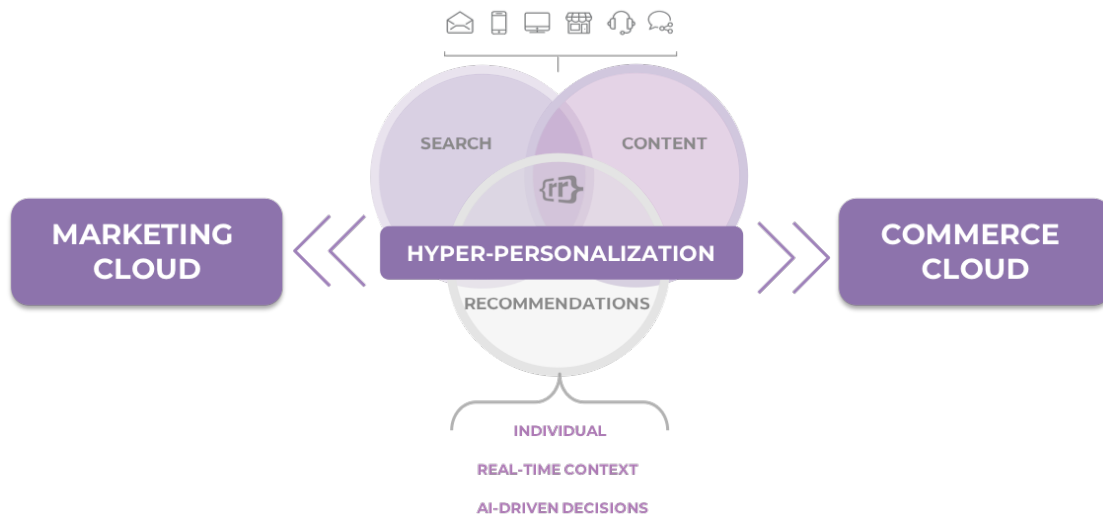 SEARCH
CONTENT
{rr}
MARKETING
CLOUD
HYPER-PERSONALIZATION
COMMERCE
CLOUD
RECOMMENDATIONS
INDIVIDUAL
REAL-TIME CONTEXT
AI-DRIVEN DECISIONS